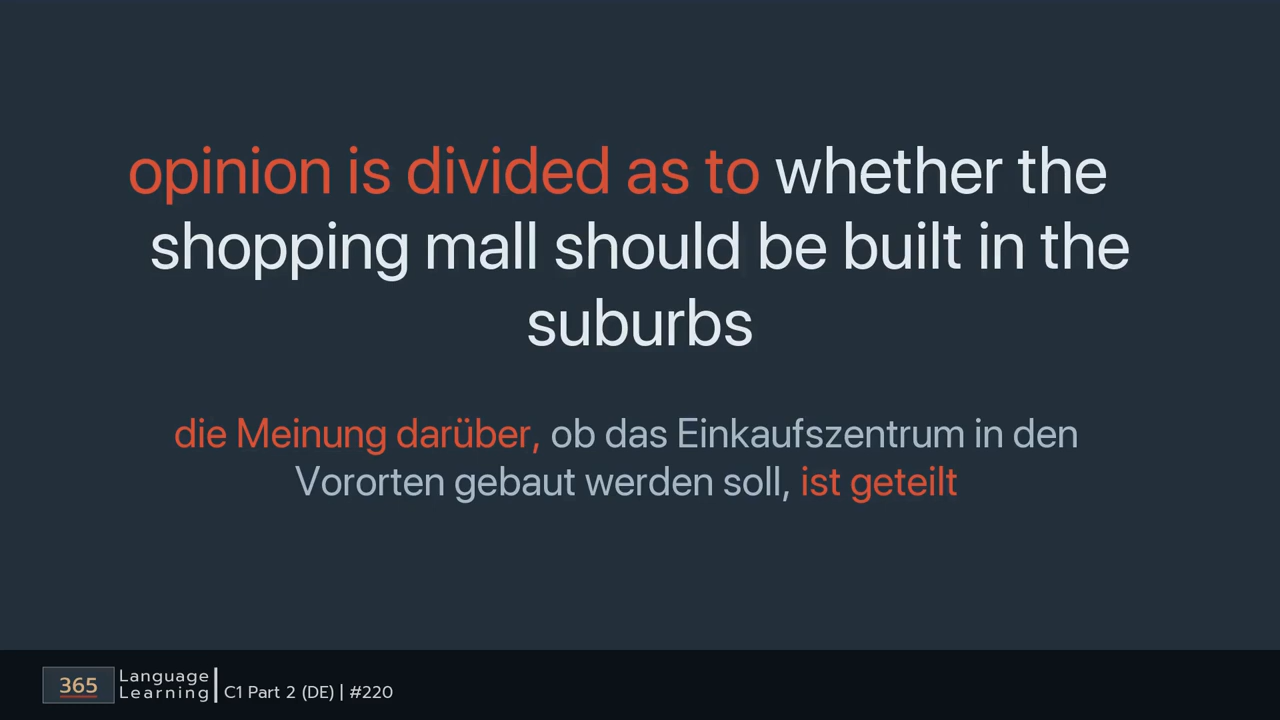 opinion is divided as to whether the
shopping mall should be built in the
suburbs
die Meinung darüber, ob das Einkaufszentrum in den
Vororten gebaut werden soll, ist geteilt
365
Language
Learning
C1 Part 2 (DE) | #220